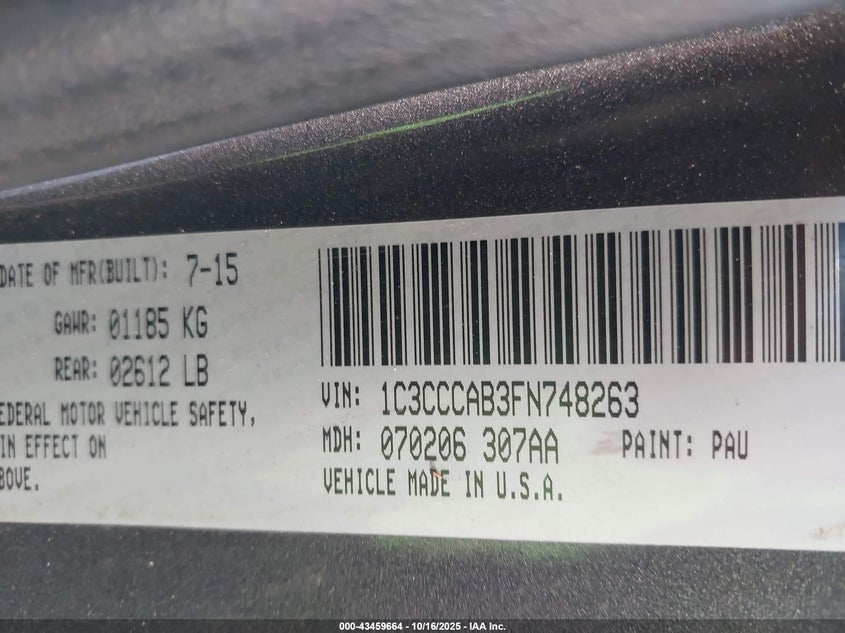 DATE OF MFR(BUILT): 7-15
GAWR: 01185 KG
REAR: 02612 LB
EDERAL MOTOR VEHICLE SAFETY,
IN EFFECT ON
BOVE.
VIN: 1C3CCCAB3FN748263
MDH: 070206 307AA PAINT: PAU
VEHICLE MADE IN U.S.A.
000-43459664 - 10/16/2025 - IAA Inc.